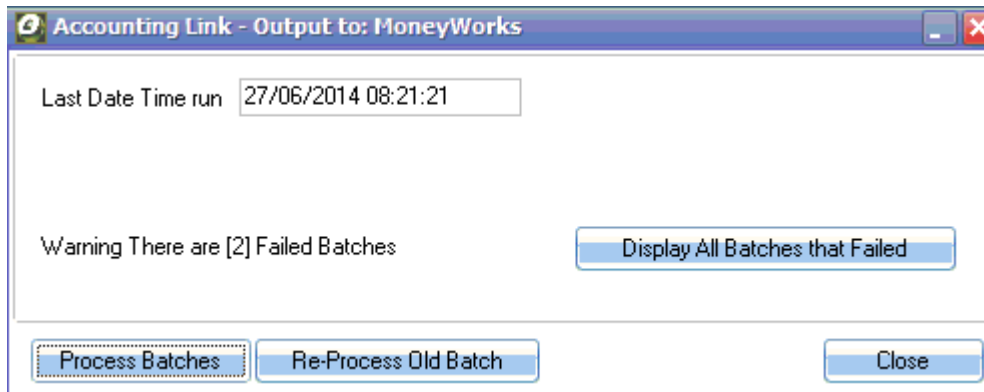 Accounting Link - Output to: MoneyWorks
Last Date Time run 27/06/2014 08:21:21
Warning There are [2] Failed Batches Display All Batches that Failed
Process Batches Re-Process Old Batch Close